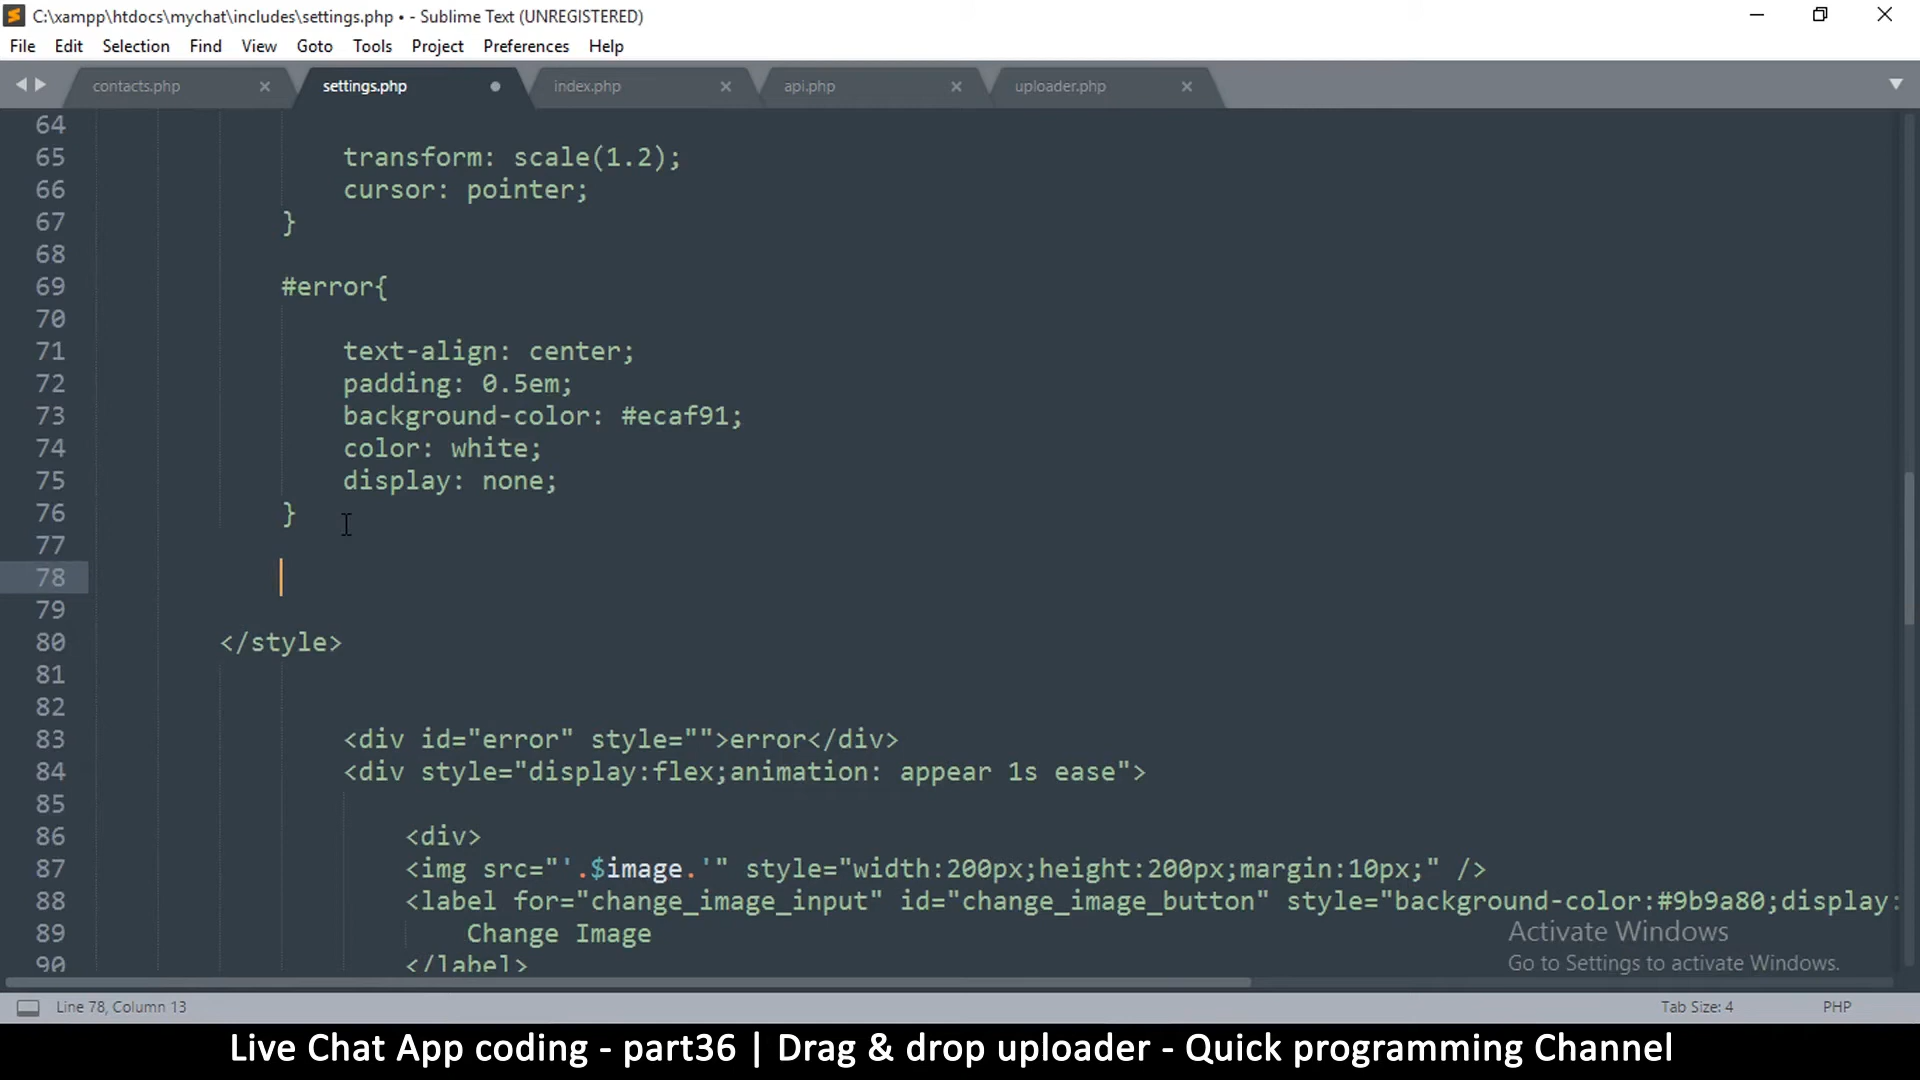 C:\xampp\htdocs\mychat\includes\settings.php • - Sublime Text (UNREGISTERED)
File Edit Selection Find View Goto Tools Project Preferences Help
contacts.php settings.php index.php api.php uploader.php
64
65 transform: scale(1.2);
66 cursor: pointer;
67 }
68
69 #error{
70
71 text-align: center;
72 padding: 0.5em;
73 background-color: #ecaf91;
74 color: white;
75 display: none;
76 }
77
78
79
80 </style>
81
82
83 <div id="error" style="">error</div>
84 <div style="display:flex;animation: appear 1s ease">
85
86 <div>
87 <img src="'.$image.'" style="width:200px;height:200px;margin:10px;" />
88 <label for="change_image_input" id="change_image_button" style="background-color:#9b9a80;display:
89 Change Image
90 </label>
Activate Windows
Go to Settings to activate Windows.
Line 78, Column 13 Tab Size: 4 PHP
Live Chat App coding - part36 | Drag & drop uploader - Quick programming Channel